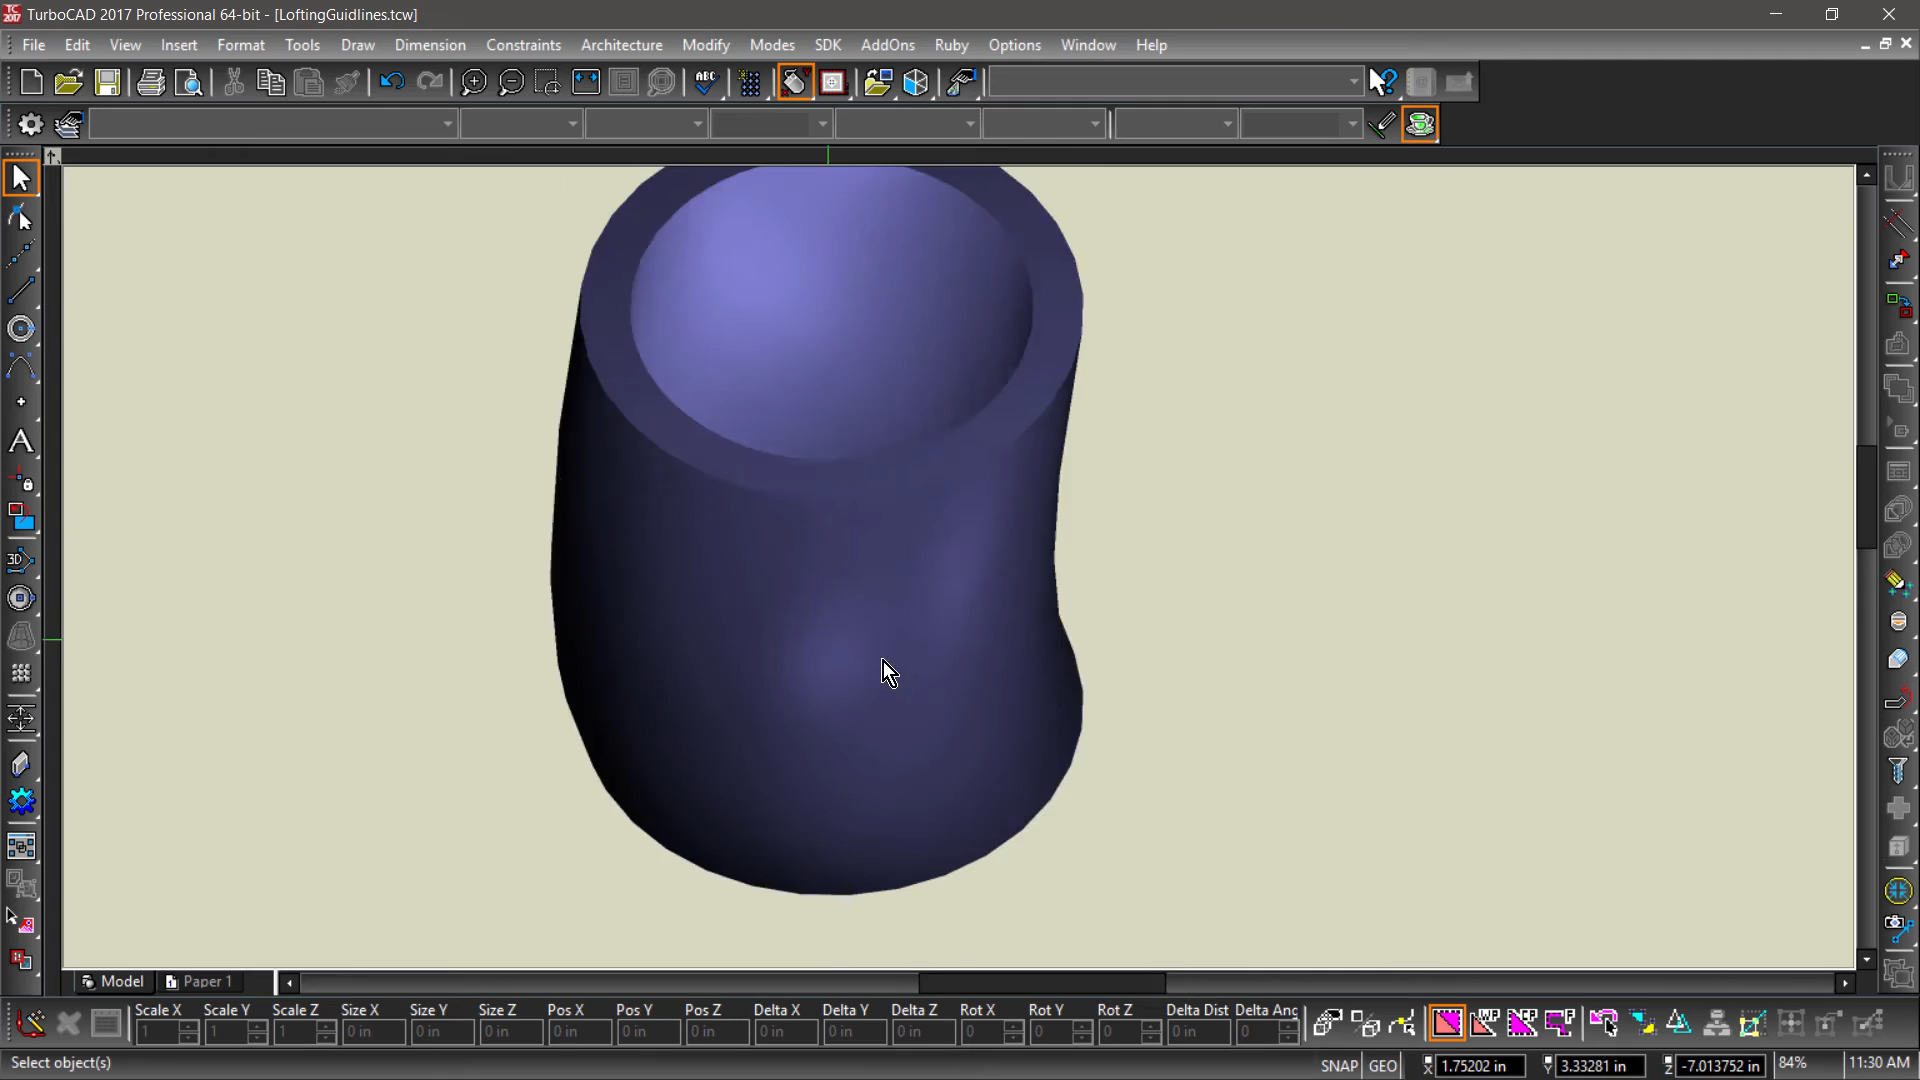 TurboCAD 2017 Professional 64-bit - [LoftingGuidlines.tcw]
File Edit View Insert Format Tools Draw Dimension Constraints Architecture Modify Modes SDK AddOns Ruby Options Window Help
ABC
A
3D
Model Paper 1
Scale X Scale Y Scale Z Size X Size Y Size Z Pos X Pos Y Pos Z Delta X Delta Y Delta Z Rot X Rot Y Rot Z Delta Dist Delta Ang
1 1 1 0 in 0 in 0 in 0 in 0 in 0 in 0 in 0 in 0 in 0 0 0 0 in 0
Select object(s) SNAP GEO X 1.75202 in Y 3.33281 in Z -7.013752 in 84% 11:30 AM